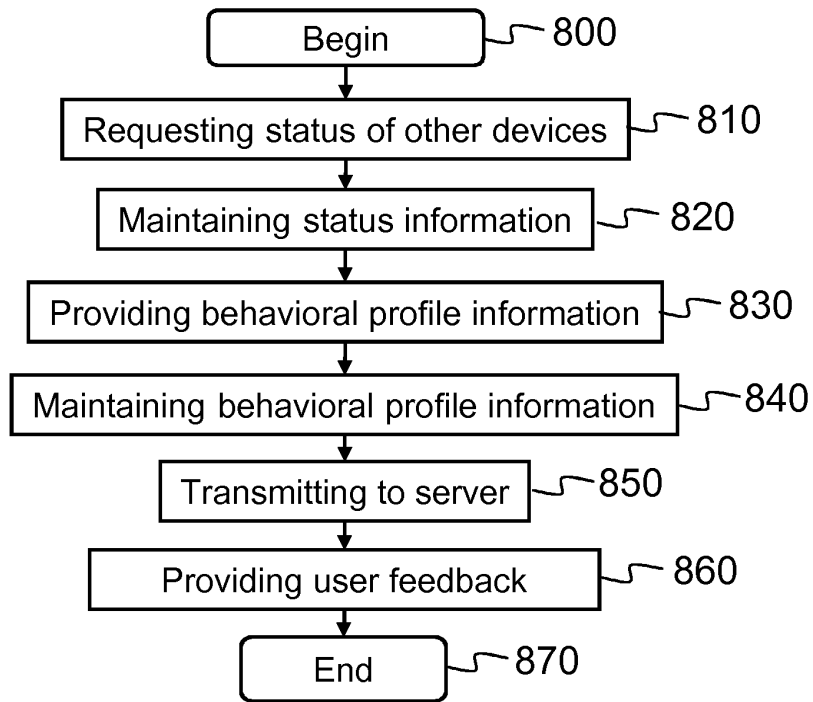 Begin 800
Requesting status of other devices 810
Maintaining status information 820
Providing behavioral profile information 830
Maintaining behavioral profile information 840
Transmitting to server 850
Providing user feedback 860
End 870